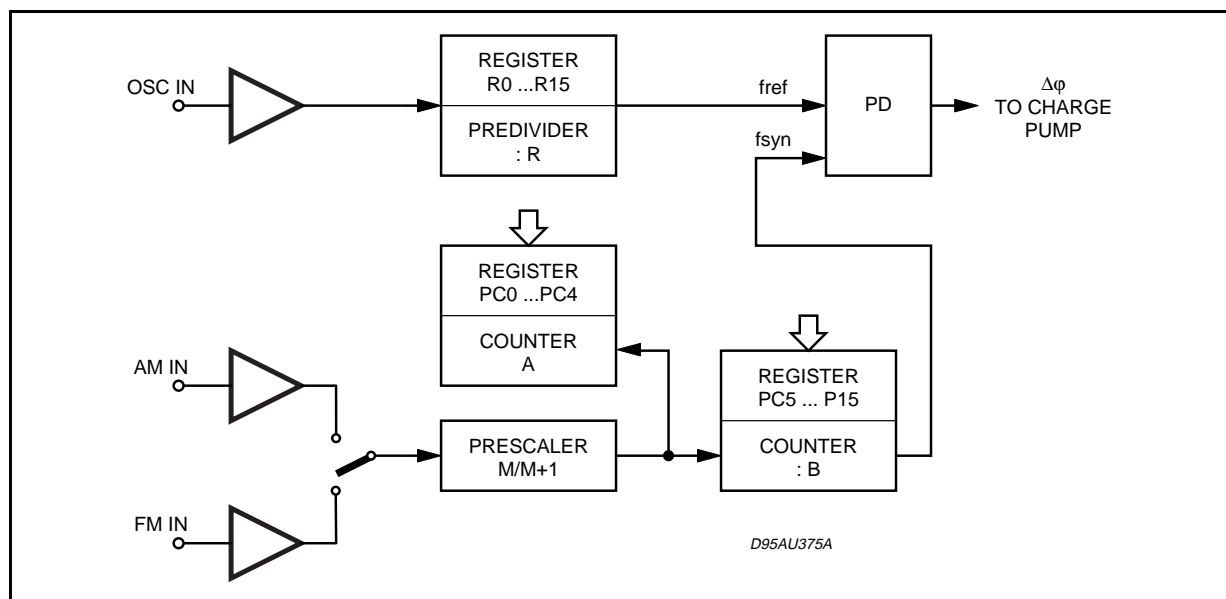 OSC IN
REGISTER
R0 ...R15
PREDIVIDER
: R
fref
fsyn
PD
Δφ
TO CHARGE
PUMP
REGISTER
PC0 ...PC4
COUNTER
A
AM IN
FM IN
PRESCALER
M/M+1
REGISTER
PC5 ... P15
COUNTER
: B
D95AU375A